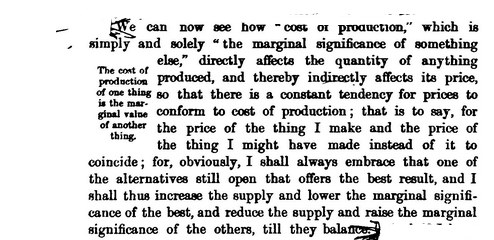 We can now see how "cost of production," which is
simply and solely "the marginal significance of something
else," directly affects the quantity of anything
produced, and thereby indirectly affects its price,
so that there is a constant tendency for prices to
conform to cost of production; that is to say, for
the price of the thing I make and the price of
the thing I might have made instead of it to
The cost of
production
of one thing
is the mar-
ginal value
of another
thing.
coincide; for, obviously, I shall always embrace that one of
the alternatives still open that offers the best result, and I
shall thus increase the supply and lower the marginal signifi-
cance of the best, and reduce the supply and raise the marginal
significance of the others, till they balance.